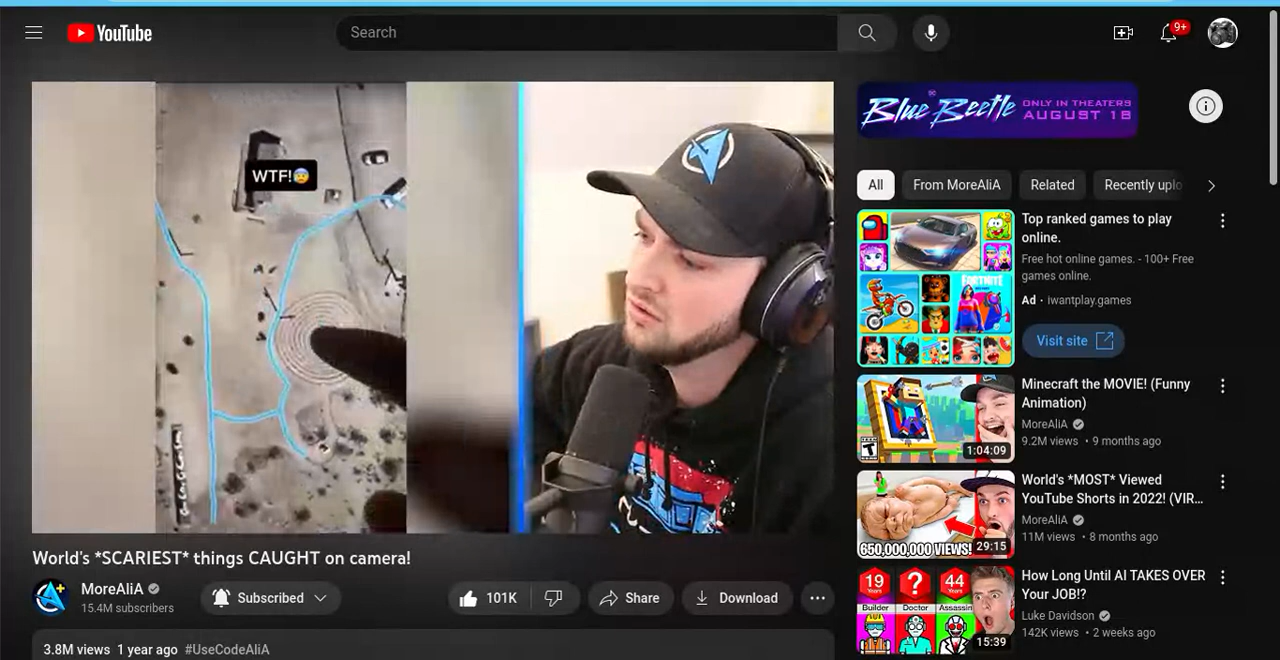 YouTube
Search
9+
WTF!😰
BLUE BEETLE
ONLY IN THEATERS
AUGUST 18
All
From MoreAliA
Related
Recently uplo
Top ranked games to play
online.
Free hot online games. - 100+ Free
games online.
Ad · iwantplay.games
Visit site
FORTNITE
Minecraft the MOVIE! (Funny
Animation)
MoreAliA
9.2M views • 9 months ago
1:04:09
World's *MOST* Viewed
YouTube Shorts in 2022! (VIR...
MoreAliA
11M views • 8 months ago
650,000,000 VIEWS!
29:15
How Long Until AI TAKES OVER
Your JOB!?
Luke Davidson
142K views • 2 weeks ago
19
Years
?
44
Years
Builder
Doctor
Assassin
15:39
World's *SCARIEST* things CAUGHT on camera!
MoreAliA
15.4M subscribers
Subscribed
101K
Share
Download
3.8M views 1 year ago #UseCodeAliA